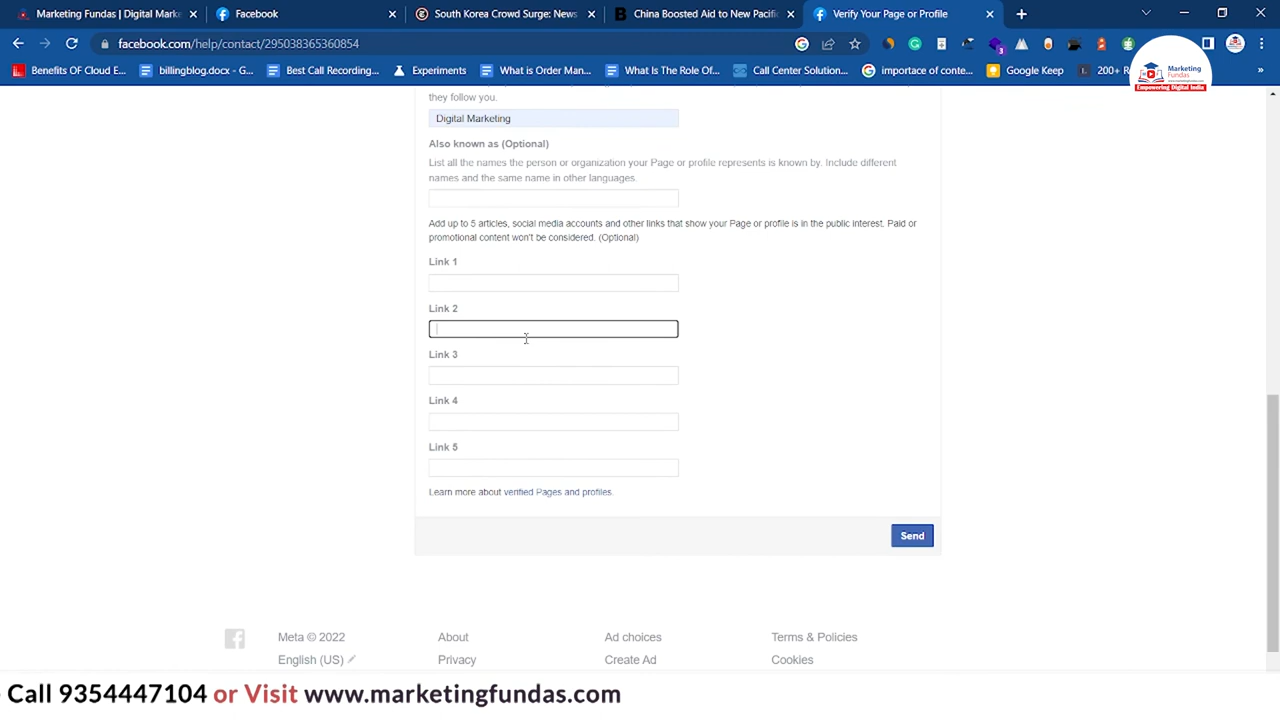 Marketing Fundas | Digital Marke
Facebook
South Korea Crowd Surge: News
China Boosted Aid to New Pacifi
Verify Your Page or Profile
facebook.com/help/contact/295038365360854
3
Benefits OF Cloud E...
billingblog.docx - G...
Best Call Recording...
Experiments
What is Order Man...
What Is The Role Of...
Call Center Solution...
importace of conte...
Google Keep
200+ R
Marketing
Fundas
www.marketingfundas.com
Empowering Digital India
they follow you.
Digital Marketing
Also known as (Optional)
List all the names the person or organization your Page or profile represents is known by. Include different
names and the same name in other languages.
Add up to 5 articles, social media accounts and other links that show your Page or profile is in the public interest. Paid or
promotional content won't be considered. (Optional)
Link 1
Link 2
Link 3
Link 4
Link 5
Learn more about verified Pages and profiles.
Send
Meta © 2022
About
Ad choices
Terms & Policies
English (US)
Privacy
Create Ad
Cookies
Call 9354447104 or Visit www.marketingfundas.com